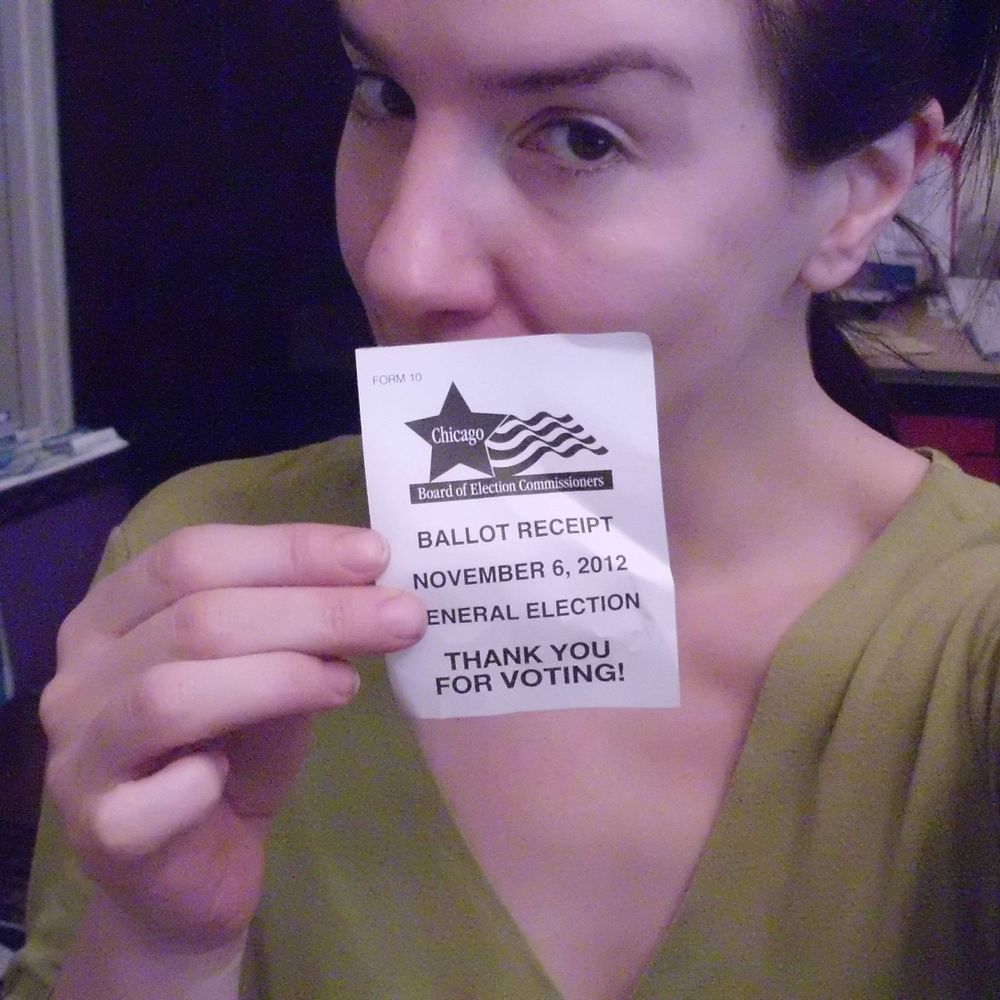 FORM 10
Chicago
Board of Election Commissioners
BALLOT RECEIPT
NOVEMBER 6, 2012
ENERAL ELECTION
THANK YOU
FOR VOTING!